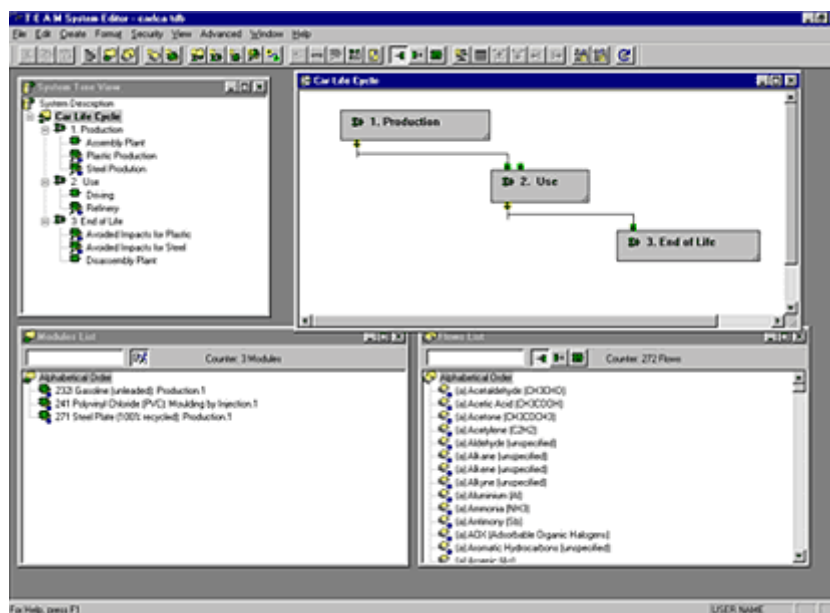 T E A M System Editor - carlca.tdb
File Edit Create Format Security View Advanced Window Help
System Tree View
System Description
Car Life Cycle
1. Production
Assembly Plant
Plastic Production
Steel Prodution
2. Use
Driving
Refinery
3. End of Life
Avoided Impacts for Plastic
Avoided Impacts for Steel
Disassembly Plant
Car Life Cycle
1. Production
2. Use
3. End of Life
Modules List
Counter: 3 Modules
Alphabetical Order
232I Gasoline (unleaded): Production.1
241 Polyvinyl Chloride (PVC): Moulding by Injection.1
271 Steel Plate (100% recycled): Production.1
Flows List
Counter: 272 Flows
Alphabetical Order
(a) Acetaldehyde (CH3CHO)
(a) Acetic Acid (CH3COOH)
(a) Acetone (CH3COCH3)
(a) Acetylene (C2H2)
(a) Aldehyde (unspecified)
(a) Alkane (unspecified)
(a) Alkene (unspecified)
(a) Alkyne (unspecified)
(a) Aluminium (Al)
(a) Ammonia (NH3)
(a) Antimony (Sb)
(a) AOX (Adsorbable Organic Halogens)
(a) Aromatic Hydrocarbons (unspecified)
(a) Arsenic (As)
For Help, press F1
USER NAME